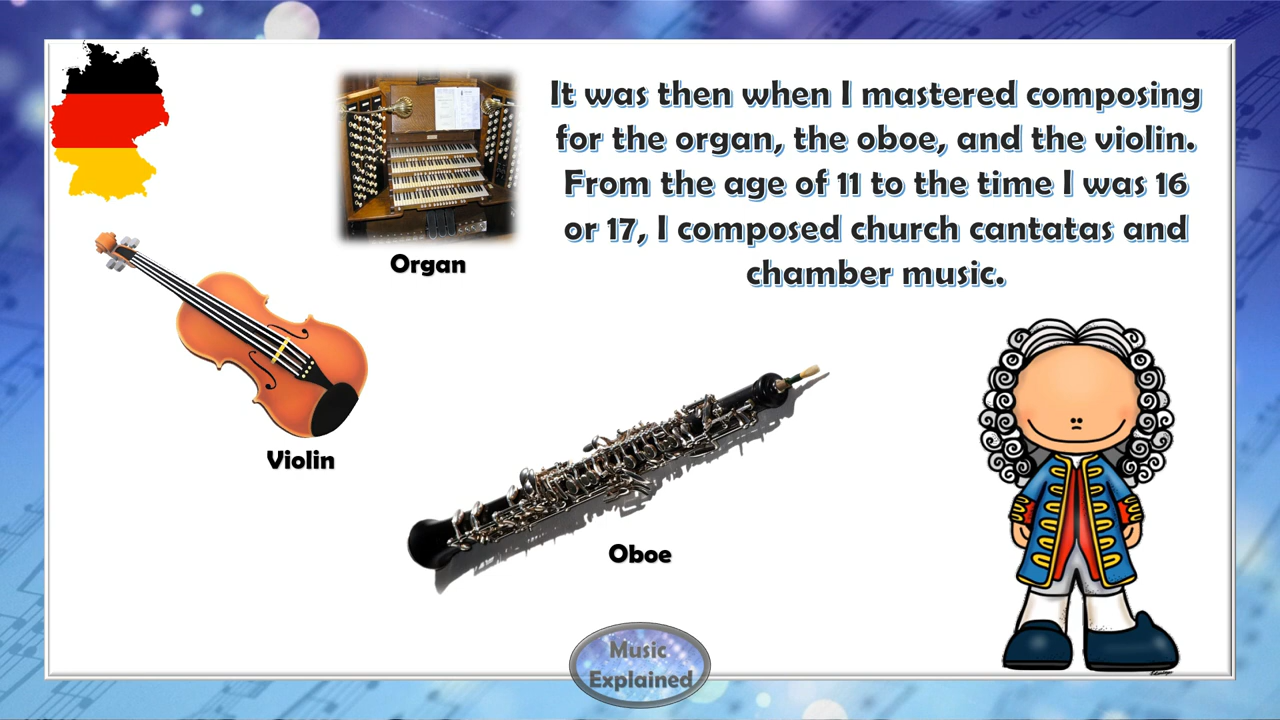 It was then when I mastered composing
for the organ, the oboe, and the violin.
From the age of 11 to the time I was 16
or 17, I composed church cantatas and
chamber music.
Organ
Violin
Oboe
Music
Explained